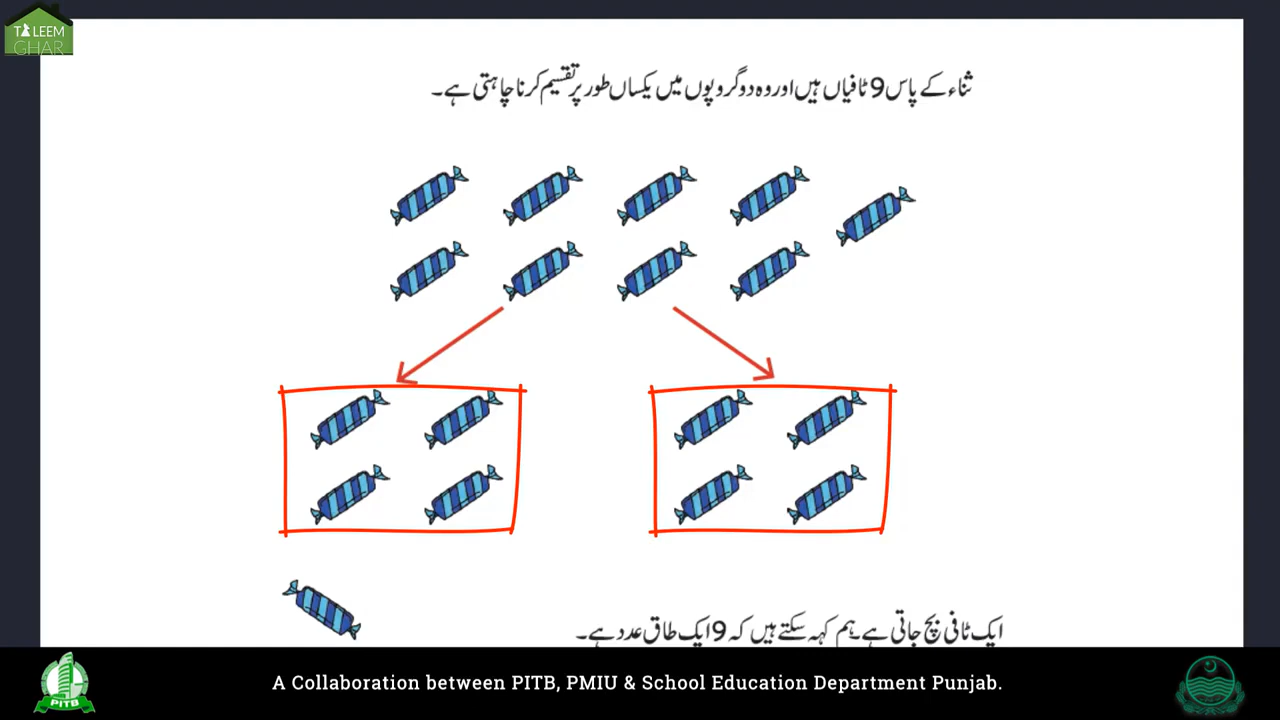 TALEEM
GHAR
ثناء کے پاس 9 ٹافیاں ہیں اور وہ دو گروپوں میں یکساں طور پر تقسیم کرنا چاہتی ہے۔
ایک ٹافی بچ جاتی ہے۔ ہم کہہ سکتے ہیں کہ 9 ایک طاق عدد ہے۔
PITB
A Collaboration between PITB, PMIU & School Education Department Punjab.